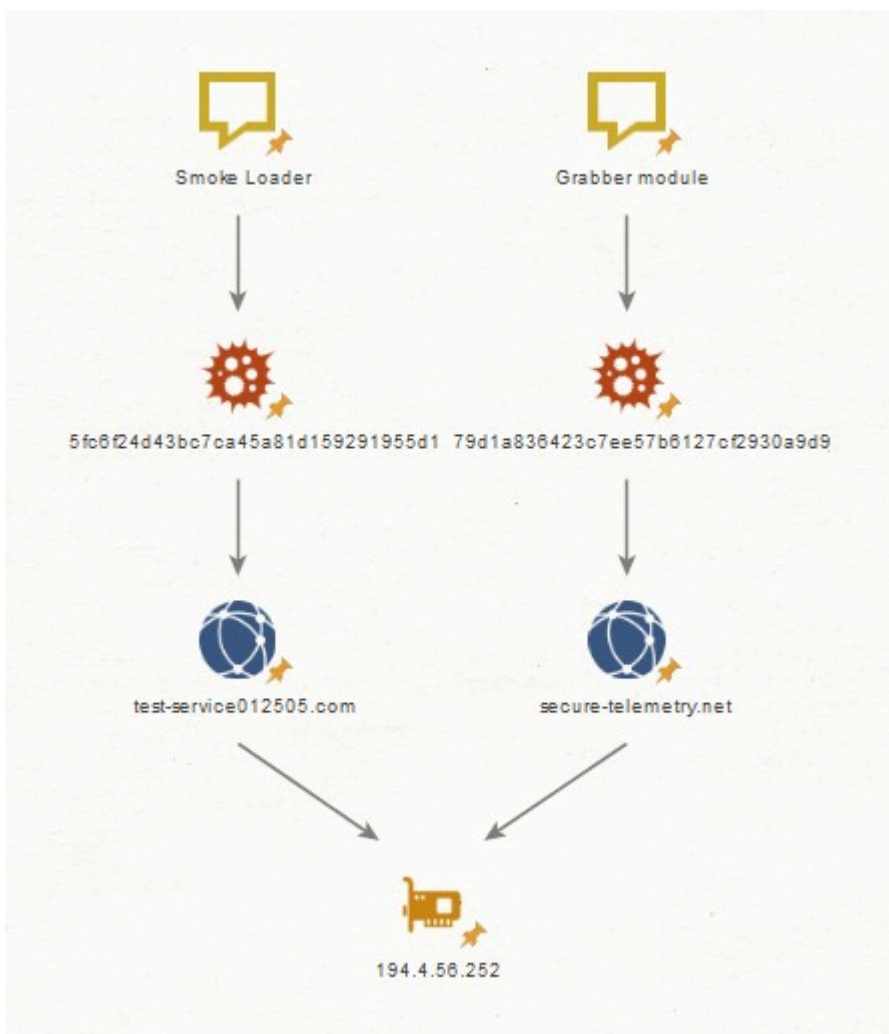 Smoke Loader
Grabber module
5fc6f24d43bc7ca45a81d159291955d1
79d1a836423c7ee57b6127cf2930a9d9
test-service012505.com
secure-telemetry.net
194.4.56.252